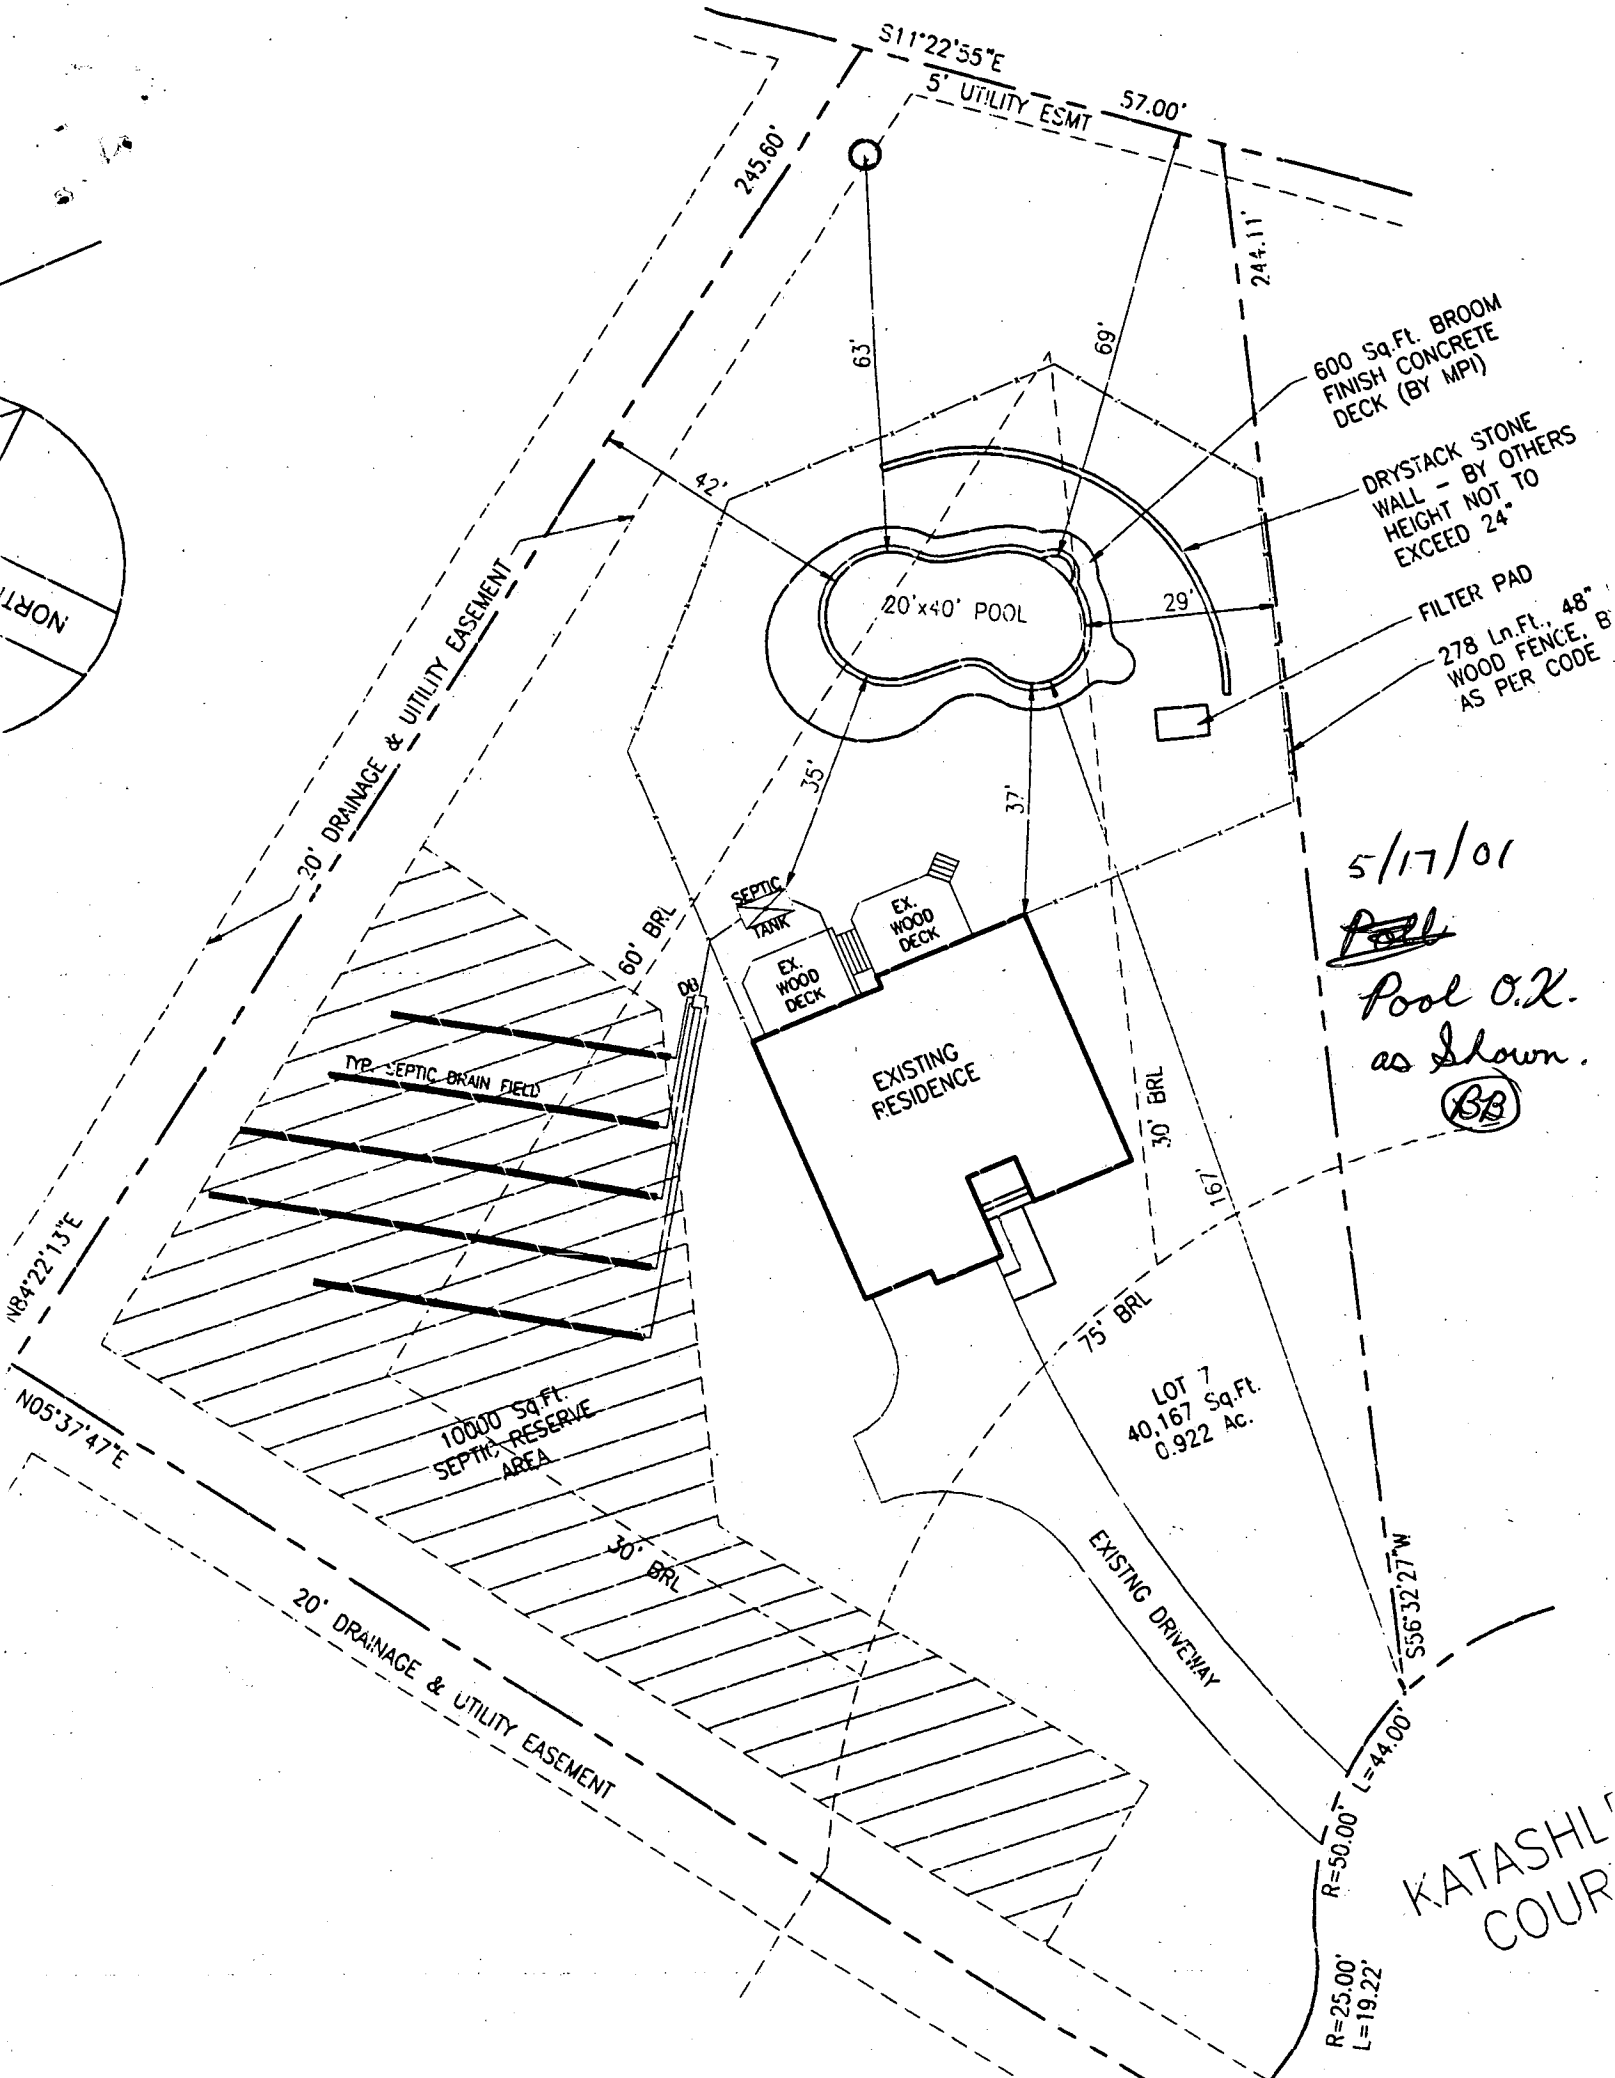 S11°22'55"E
57.00'
5' UTILITY ESMT
245.60'
244.11'
63'
69'
600 Sq.Ft. BROOM
FINISH CONCRETE
DECK (BY MPI)
42'
DRYSTACK STONE
WALL - BY OTHERS
HEIGHT NOT TO
EXCEED 24"
20' DRAINAGE & UITILITY EASEMENT
20'x40' POOL
29'
FILTER PAD
278 Ln.Ft., 48"
WOOD FENCE, B
AS PER CODE
NORT
35'
37'
5/17/01
Pool O.K.
as Shown.
BB
SEPTIC
TANK
EX.
WOOD
DECK
EX.
WOOD
DECK
60' BRL
DB
TYP. SEPTIC DRAIN FIELD
EXISTING
RESIDENCE
30' BRL
167'
N84°22'13"E
75' BRL
LOT 7
40,167 Sq.Ft.
0.922 Ac.
N05°37'47"E
10000 Sq.Ft.
SEPTIC RESERVE
AREA
30' BRL
EXISTNG DRIVEWAY
S56°32'27"W
20' DRAINAGE & UTILITY EASEMENT
R=50.00'
L=44.00'
KATASHL
COUR
R=25.00'
L=19.22'